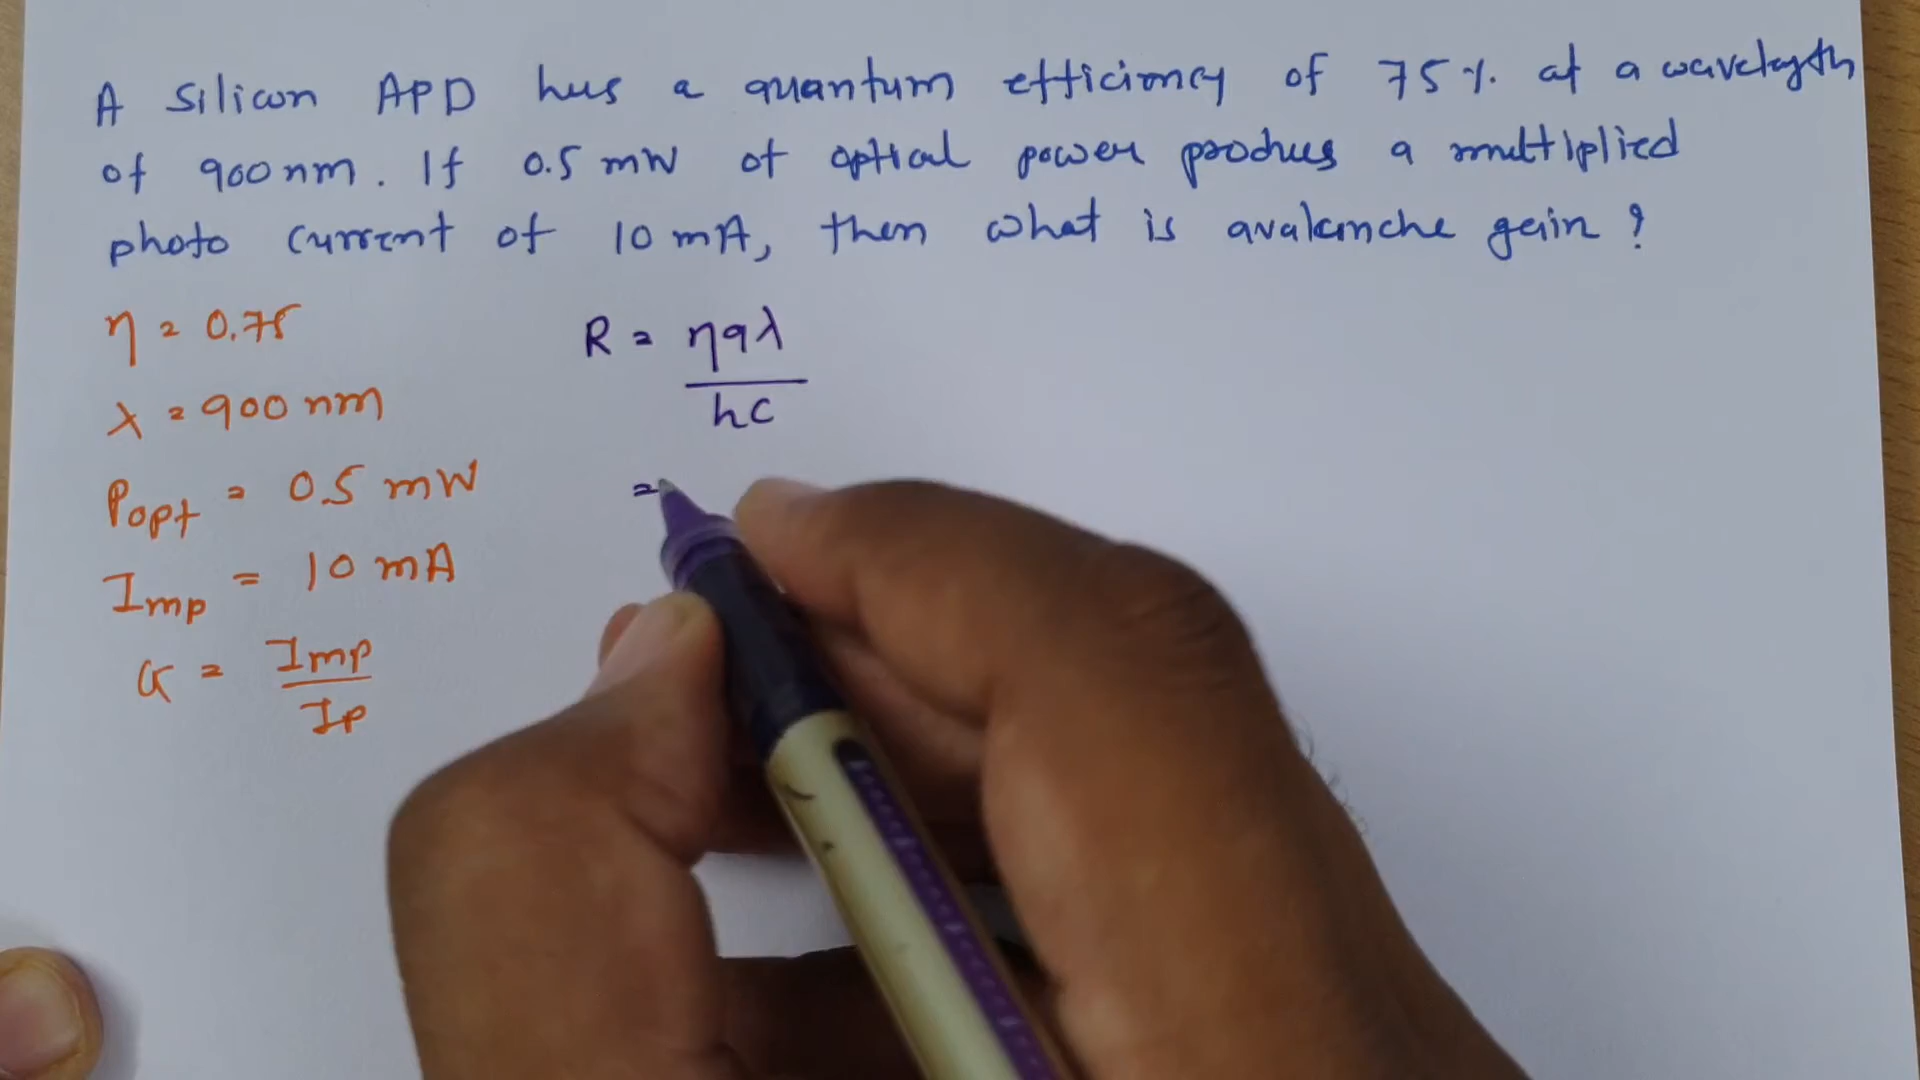 A Silicon APD has a quantum efficiency of 75% at a wavelength
of 900nm. If 0.5 mW of optical power produces a multiplied
photo current of 10 mA, then what is avalanche gain?
η = 0.75
λ = 900 nm
Popt = 0.5 mW
Imp = 10 mA
G = Imp
Ip
R = ηqλ
hc
=